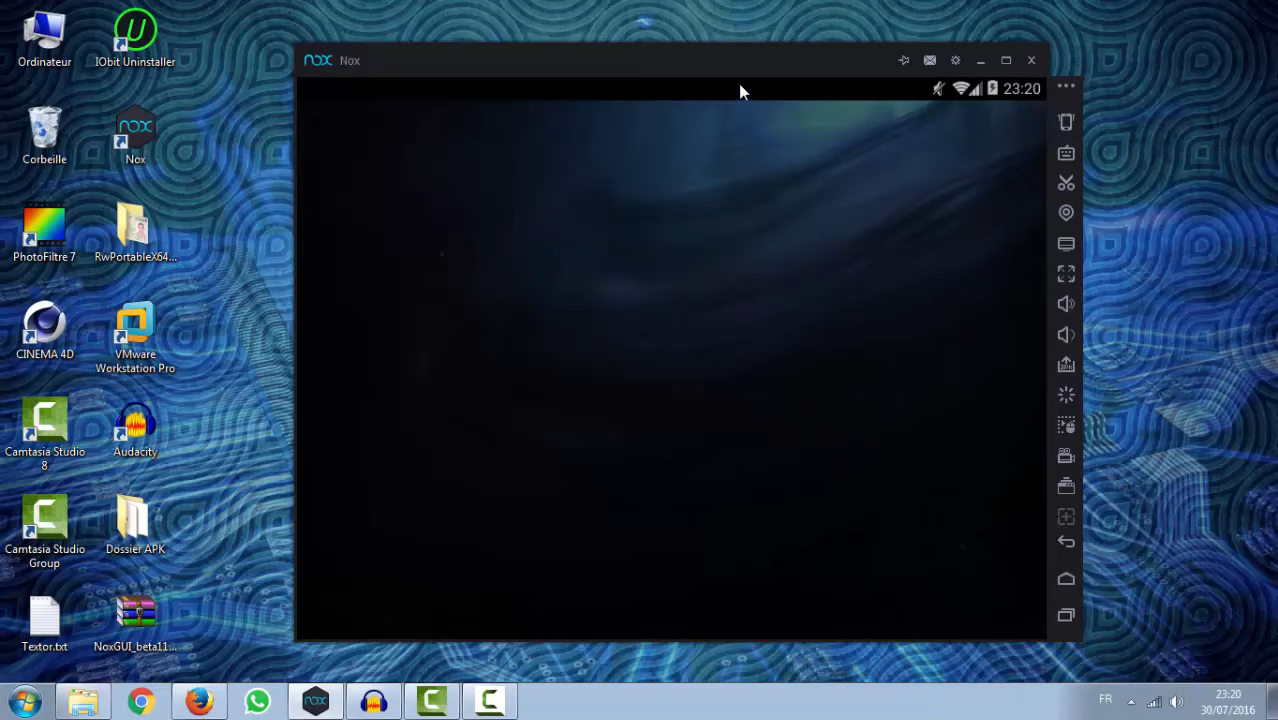 Ordinateur
IObit Uninstaller
Corbeille
Nox
PhotoFiltre 7
RwPortableX64...
CINEMA 4D
VMware
Workstation Pro
Camtasia Studio
8
Audacity
Camtasia Studio
Group
Dossier APK
Textor.txt
NoxGUI_beta11...
nox Nox
23:20
FR
23:20
30/07/2016